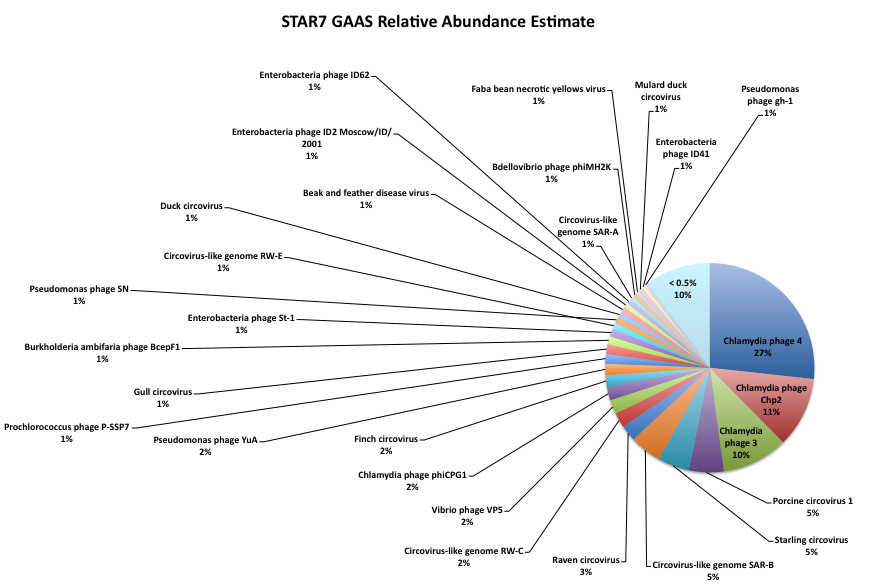 STAR7 GAAS Relative Abundance Estimate
Enterobacteria phage ID62
1%
Faba bean necrotic yellows virus
1%
Mulard duck
circovirus
1%
Pseudomonas
phage gh-1
1%
Enterobacteria phage ID2 Moscow/ID/
2001
1%
Enterobacteria
phage ID41
1%
Bdellovibrio phage phiMH2K
1%
Beak and feather disease virus
1%
Duck circovirus
1%
Circovirus-like
genome SAR-A
1%
Circovirus-like genome RW-E
1%
Pseudomonas phage SN
1%
< 0.5%
10%
Enterobacteria phage St-1
1%
Burkholderia ambifaria phage BcepF1
1%
Chlamydia phage 4
27%
Gull circovirus
1%
Chlamydia phage
Chp2
11%
Prochlorococcus phage P-SSP7
1%
Pseudomonas phage YuA
2%
Finch circovirus
2%
Chlamydia
phage 3
10%
Chlamydia phage phiCPG1
2%
Porcine circovirus 1
5%
Vibrio phage VP5
2%
Starling circovirus
5%
Circovirus-like genome RW-C
2%
Raven circovirus
3%
Circovirus-like genome SAR-B
5%